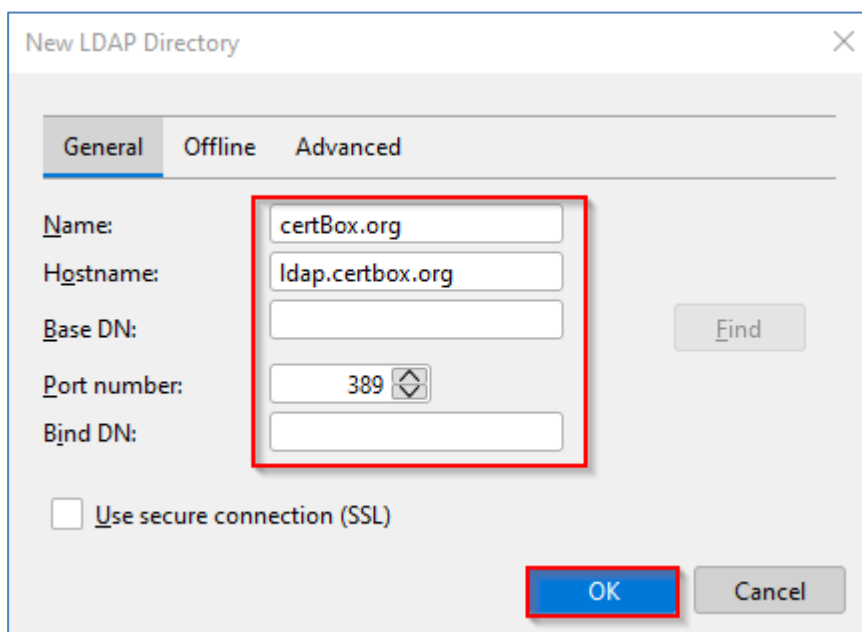 New LDAP Directory
General Offline Advanced
Name: certBox.org
Hostname: ldap.certbox.org
Base DN: Find
Port number: 389
Bind DN:
Use secure connection (SSL)
OK Cancel